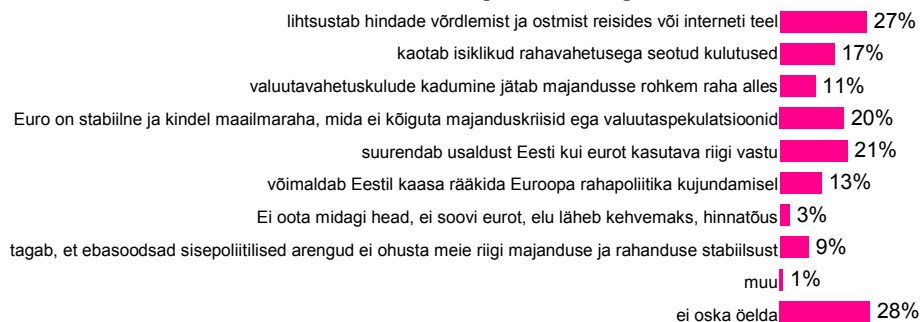 lihtsustab hindade võrdlemist ja ostmist reisides või interneti teel 27%
kaotab isiklikud rahavahetusega seotud kulutused 17%
valuutavahetuskulude kadumine jätab majandusse rohkem raha alles 11%
Euro on stabiilne ja kindel maailmaraha, mida ei kõiguta majanduskriisid ega valuutaspekulatsioonid 20%
suurendab usaldust Eesti kui eurot kasutava riigi vastu 21%
võimaldab Eestil kaasa rääkida Euroopa rahapoliitika kujundamisel 13%
Ei oota midagi head, ei soovi eurot, elu läheb kehvemaks, hinnatõus 3%
tagab, et ebasoodsad sisepoliitilised arengud ei ohusta meie riigi majanduse ja rahanduse stabiilsust 9%
muu 1%
ei oska öelda 28%